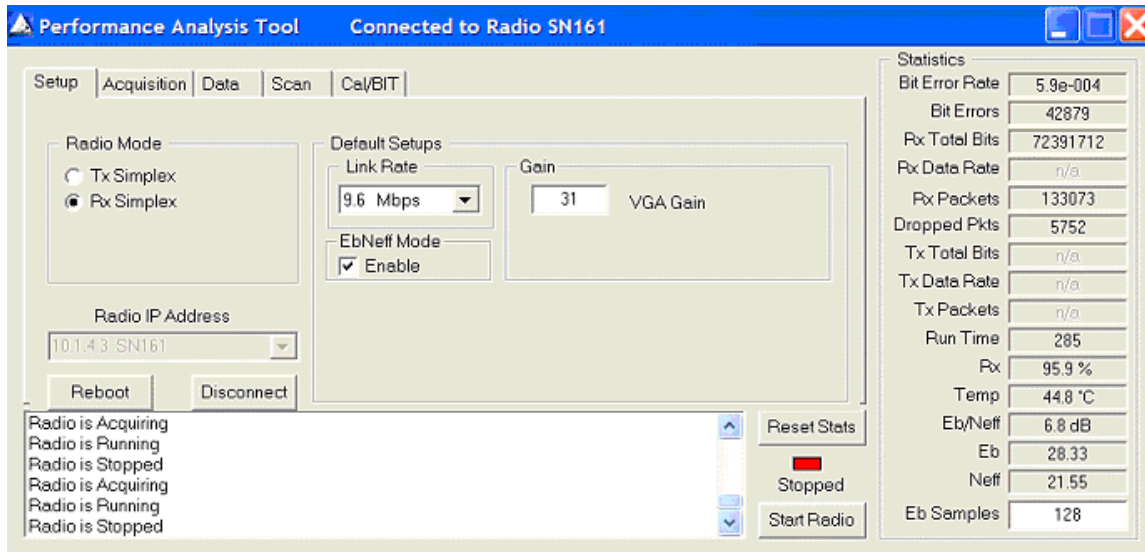 Performance Analysis Tool Connected to Radio SN161
Setup Acquisition Data Scan Cal/BIT
Radio Mode
Tx Simplex
Rx Simplex
Radio IP Address
10.1.4.3 SN161
Reboot Disconnect
Default Setups
Link Rate
9.6 Mbps
EbNeff Mode
Enable
Gain
31 VGA Gain
Radio is Acquiring
Radio is Running
Radio is Stopped
Radio is Acquiring
Radio is Running
Radio is Stopped
Reset Stats
Stopped
Start Radio
Statistics
Bit Error Rate 5.9e-004
Bit Errors 42879
Rx Total Bits 72391712
Rx Data Rate n/a
Rx Packets 133073
Dropped Pkts 5752
Tx Total Bits n/a
Tx Data Rate n/a
Tx Packets n/a
Run Time 285
Rx 95.9 %
Temp 44.8 °C
Eb/Neff 6.8 dB
Eb 28.33
Neff 21.55
Eb Samples 128